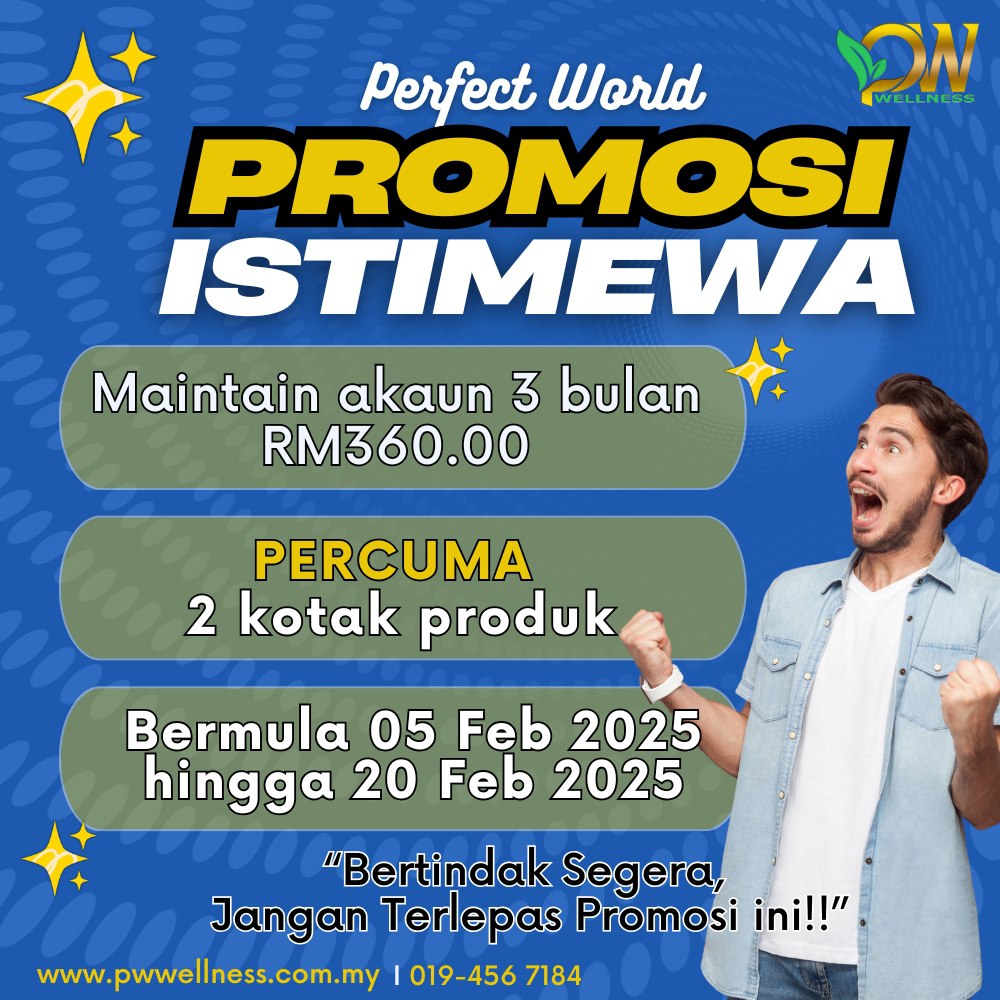 PW
WELLNESS
Perfect World
PROMOSI
ISTIMEWA
Maintain akaun 3 bulan
RM360.00
PERCUMA
2 kotak produk
Bermula 05 Feb 2025
hingga 20 Feb 2025
“Bertindak Segera,
Jangan Terlepas Promosi ini!!”
www.pwwellness.com.my | 019-456 7184